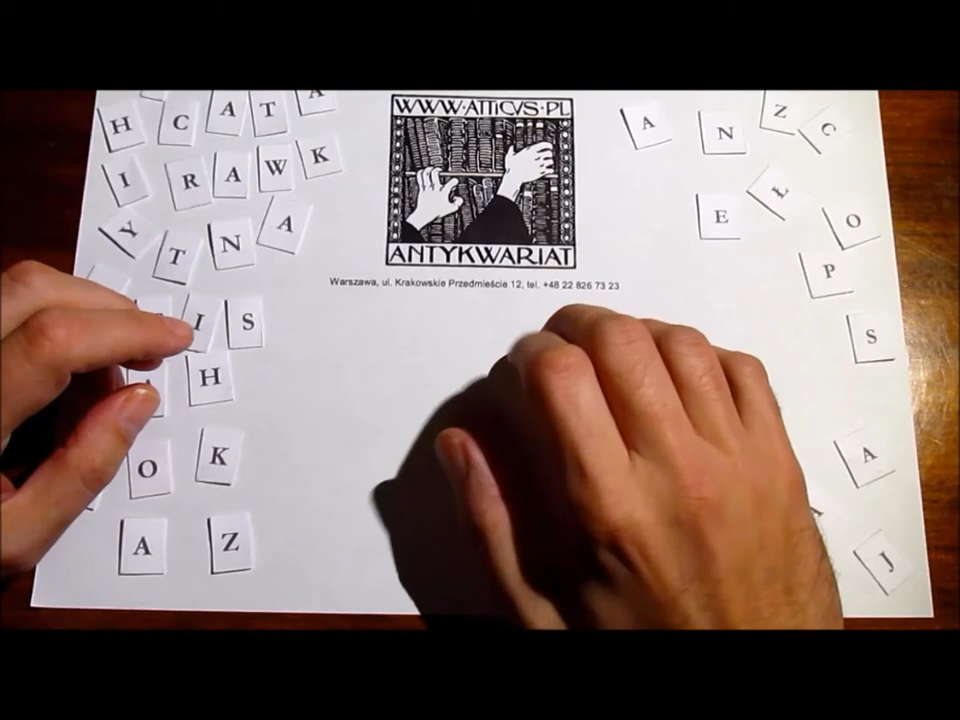 WWW·ATTICVS·PL
ANTYKWARIAT
Warszawa, ul. Krakowskie Przedmieście 12, tel. +48 22 826 73 23
H C A T A
I R A W K
Y T N A
I S
H
O K
A Z
A N Z C
E Ł O
P
S
A
J